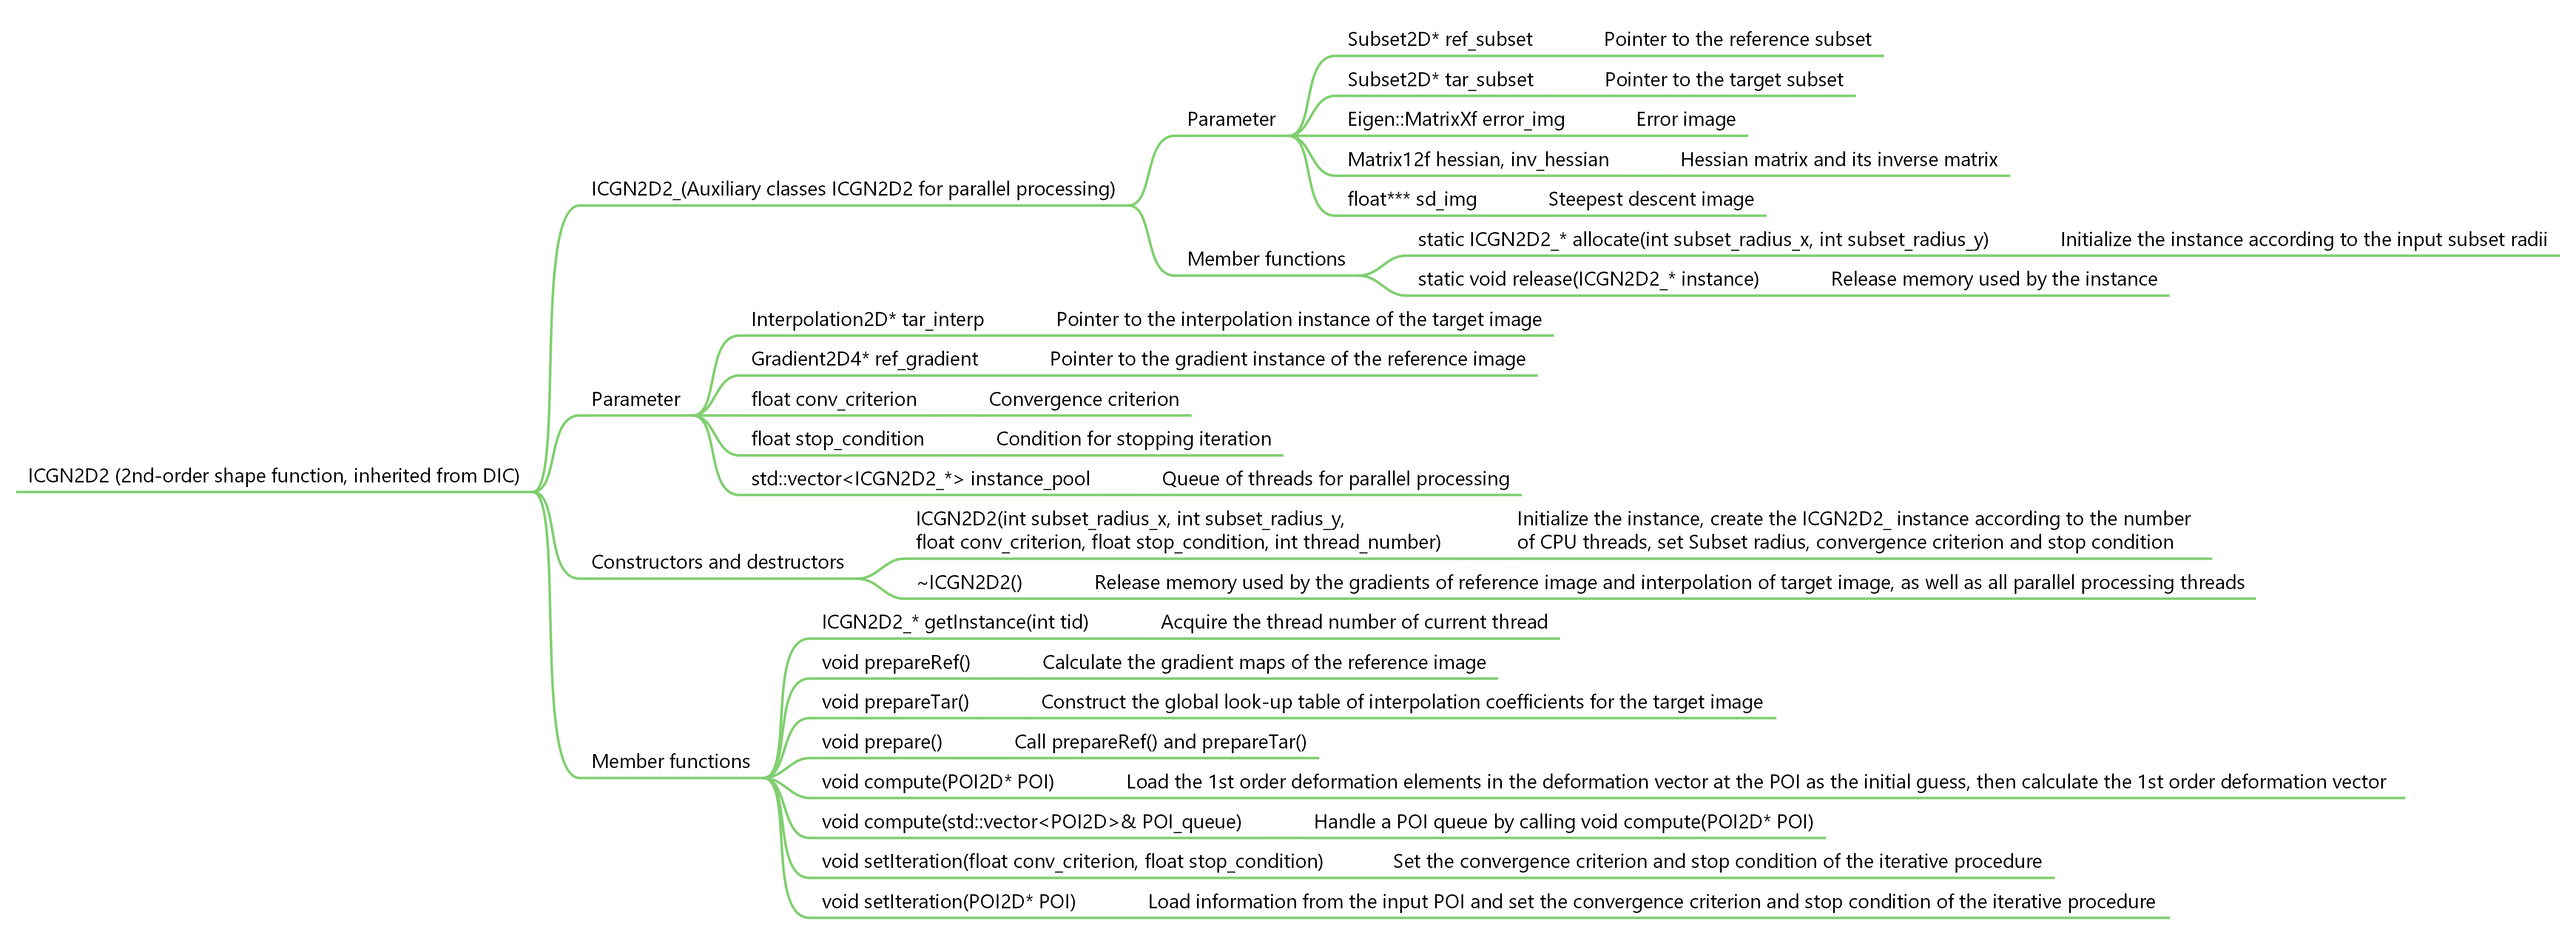 ICGN2D2 (2nd-order shape function, inherited from DIC)
ICGN2D2_(Auxiliary classes ICGN2D2 for parallel processing)
Parameter
Subset2D* ref_subset Pointer to the reference subset
Subset2D* tar_subset Pointer to the target subset
Eigen::MatrixXf error_img Error image
Matrix12f hessian, inv_hessian Hessian matrix and its inverse matrix
float*** sd_img Steepest descent image
Member functions
static ICGN2D2_* allocate(int subset_radius_x, int subset_radius_y) Initialize the instance according to the input subset radii
static void release(ICGN2D2_* instance) Release memory used by the instance
Parameter
Interpolation2D* tar_interp Pointer to the interpolation instance of the target image
Gradient2D4* ref_gradient Pointer to the gradient instance of the reference image
float conv_criterion Convergence criterion
float stop_condition Condition for stopping iteration
std::vector<ICGN2D2_*> instance_pool Queue of threads for parallel processing
Constructors and destructors
ICGN2D2(int subset_radius_x, int subset_radius_y,
float conv_criterion, float stop_condition, int thread_number)
Initialize the instance, create the ICGN2D2_ instance according to the number
of CPU threads, set Subset radius, convergence criterion and stop condition
~ICGN2D2() Release memory used by the gradients of reference image and interpolation of target image, as well as all parallel processing threads
Member functions
ICGN2D2_* getInstance(int tid) Acquire the thread number of current thread
void prepareRef() Calculate the gradient maps of the reference image
void prepareTar() Construct the global look-up table of interpolation coefficients for the target image
void prepare() Call prepareRef() and prepareTar()
void compute(POI2D* POI) Load the 1st order deformation elements in the deformation vector at the POI as the initial guess, then calculate the 1st order deformation vector
void compute(std::vector<POI2D>& POI_queue) Handle a POI queue by calling void compute(POI2D* POI)
void setIteration(float conv_criterion, float stop_condition) Set the convergence criterion and stop condition of the iterative procedure
void setIteration(POI2D* POI) Load information from the input POI and set the convergence criterion and stop condition of the iterative procedure